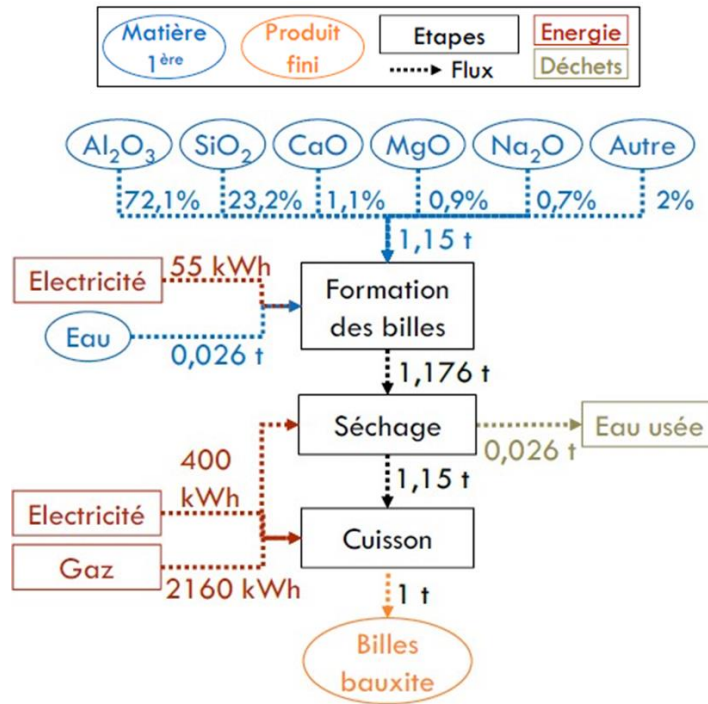 Matière
1ère
Produit
fini
Etapes
Flux
Energie
Déchets
Al2O3
SiO2
CaO
MgO
Na2O
Autre
72,1%
23,2%
1,1%
0,9%
0,7%
2%
1,15 t
Electricité
55 kWh
Eau
0,026 t
Formation
des billes
1,176 t
Séchage
0,026 t
Eau usée
400
kWh
1,15 t
Electricité
Gaz
2160 kWh
Cuisson
1 t
Billes
bauxite